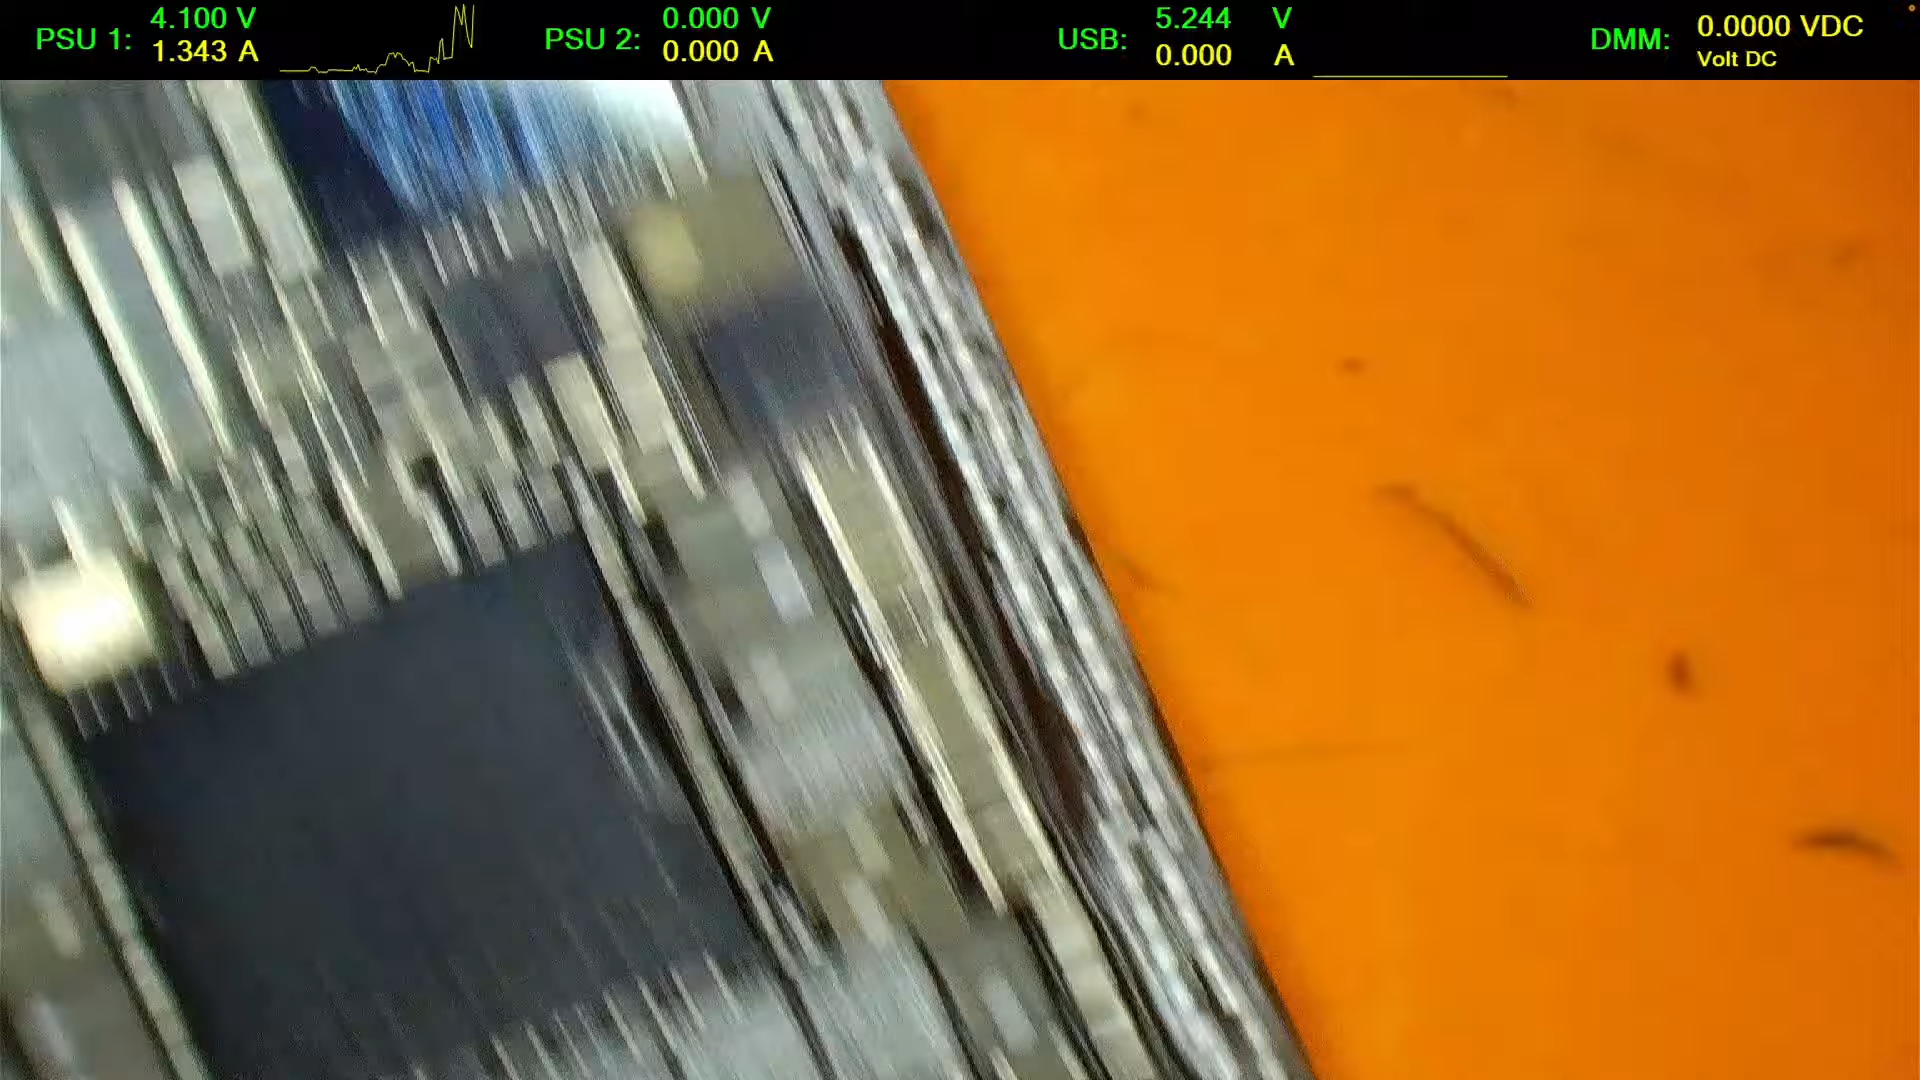 PSU 1: 4.100 V
1.343 A
PSU 2: 0.000 V
0.000 A
USB: 5.244 V
0.000 A
DMM: 0.0000 VDC
Volt DC